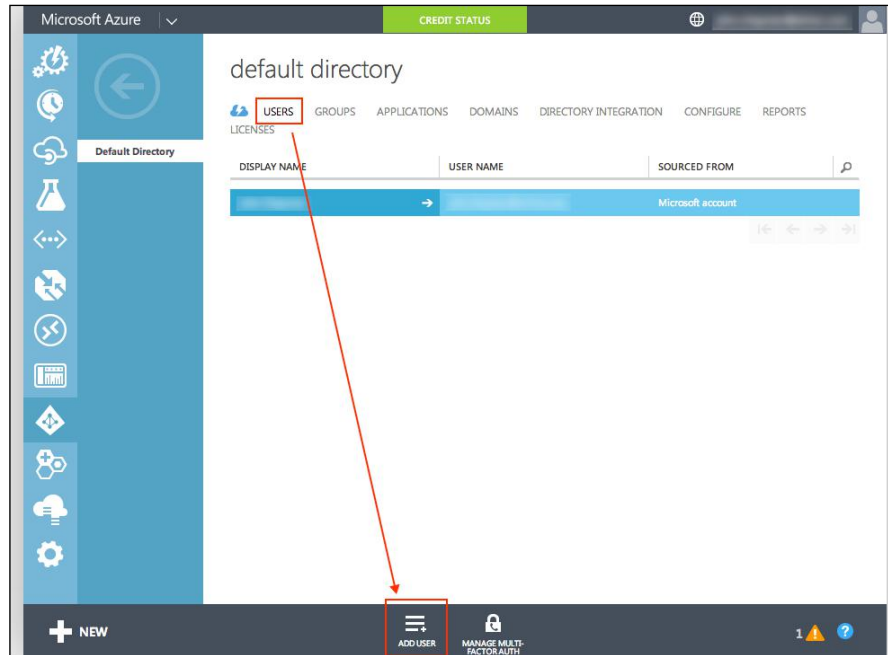 Microsoft Azure
CREDIT STATUS
default directory
USERS GROUPS APPLICATIONS DOMAINS DIRECTORY INTEGRATION CONFIGURE REPORTS
LICENSES
Default Directory
DISPLAY NAME USER NAME SOURCED FROM
Microsoft account
NEW
ADD USER
MANAGE MULTI-
FACTOR AUTH
1